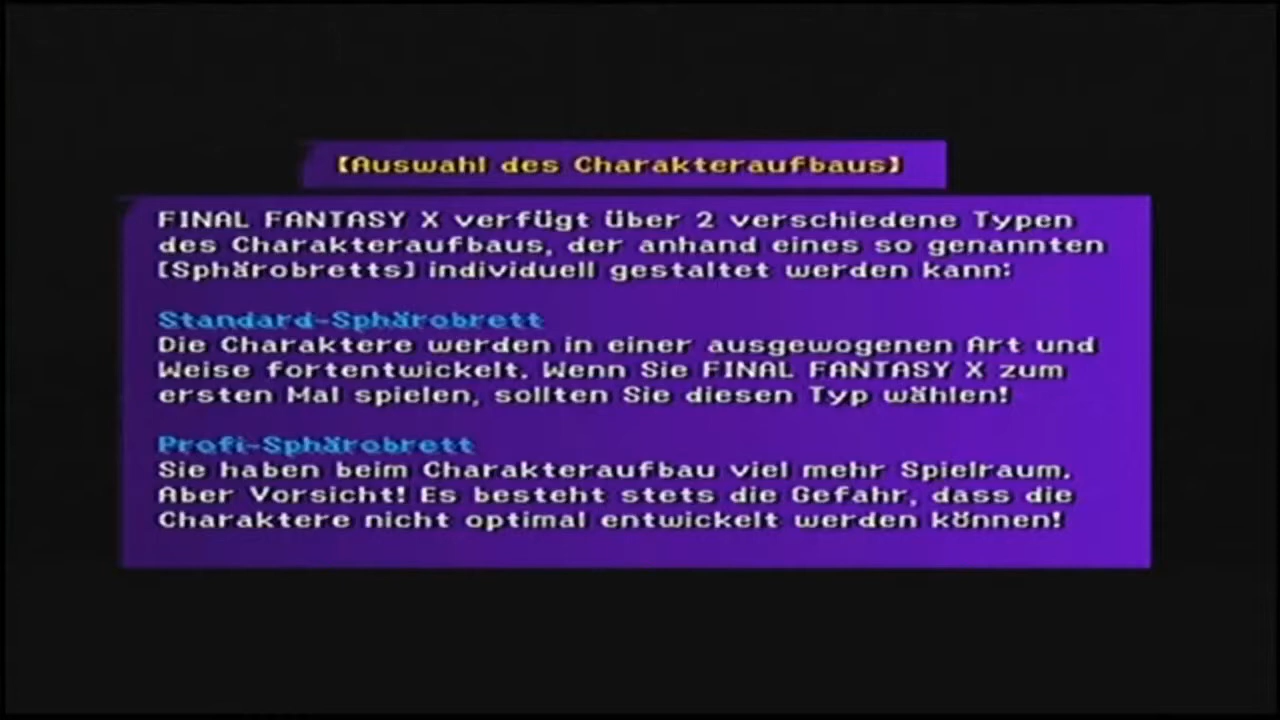 [Auswahl des Charakteraufbaus]
FINAL FANTASY X verfügt über 2 verschiedene Typen
des Charakteraufbaus, der anhand eines so genannten
[Sphärobretts] individuell gestaltet werden kann:
Standard-Sphärobrett
Die Charaktere werden in einer ausgewogenen Art und
Weise fortentwickelt. Wenn Sie FINAL FANTASY X zum
ersten Mal spielen, sollten Sie diesen Typ wählen!
Profi-Sphärobrett
Sie haben beim Charakteraufbau viel mehr Spielraum.
Aber Vorsicht! Es besteht stets die Gefahr, dass die
Charaktere nicht optimal entwickelt werden können!